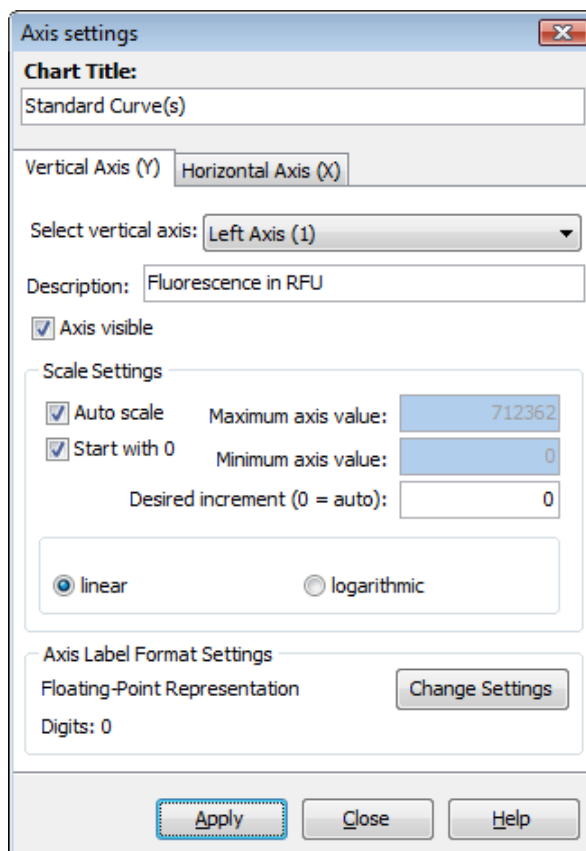 Axis settings
Chart Title:
Standard Curve(s)
Vertical Axis (Y) Horizontal Axis (X)
Select vertical axis: Left Axis (1)
Description: Fluorescence in RFU
Axis visible
Scale Settings
Auto scale Maximum axis value: 712362
Start with 0 Minimum axis value: 0
Desired increment (0 = auto): 0
linear logarithmic
Axis Label Format Settings
Floating-Point Representation Change Settings
Digits: 0
Apply Close Help